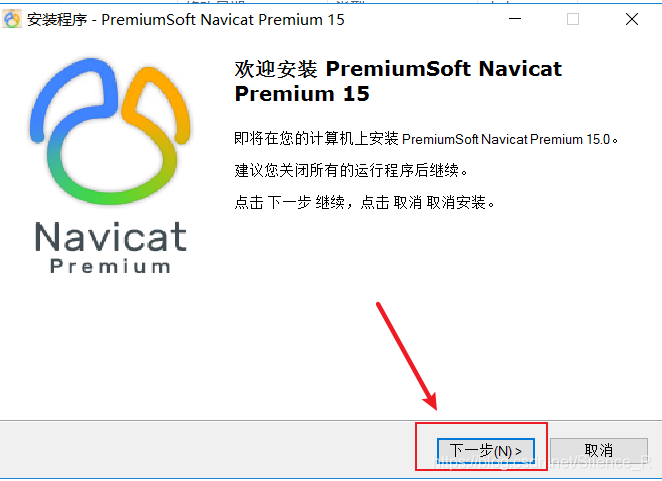 安装程序 - PremiumSoft Navicat Premium 15
欢迎安装 PremiumSoft Navicat
Premium 15
即将在您的计算机上安装 PremiumSoft Navicat Premium 15.0。
建议您关闭所有的运行程序后继续。
点击 下一步 继续，点击 取消 取消安装。
Navicat
Premium
下一步(N) >
取消
https://blog.csdn.net/Silence_R